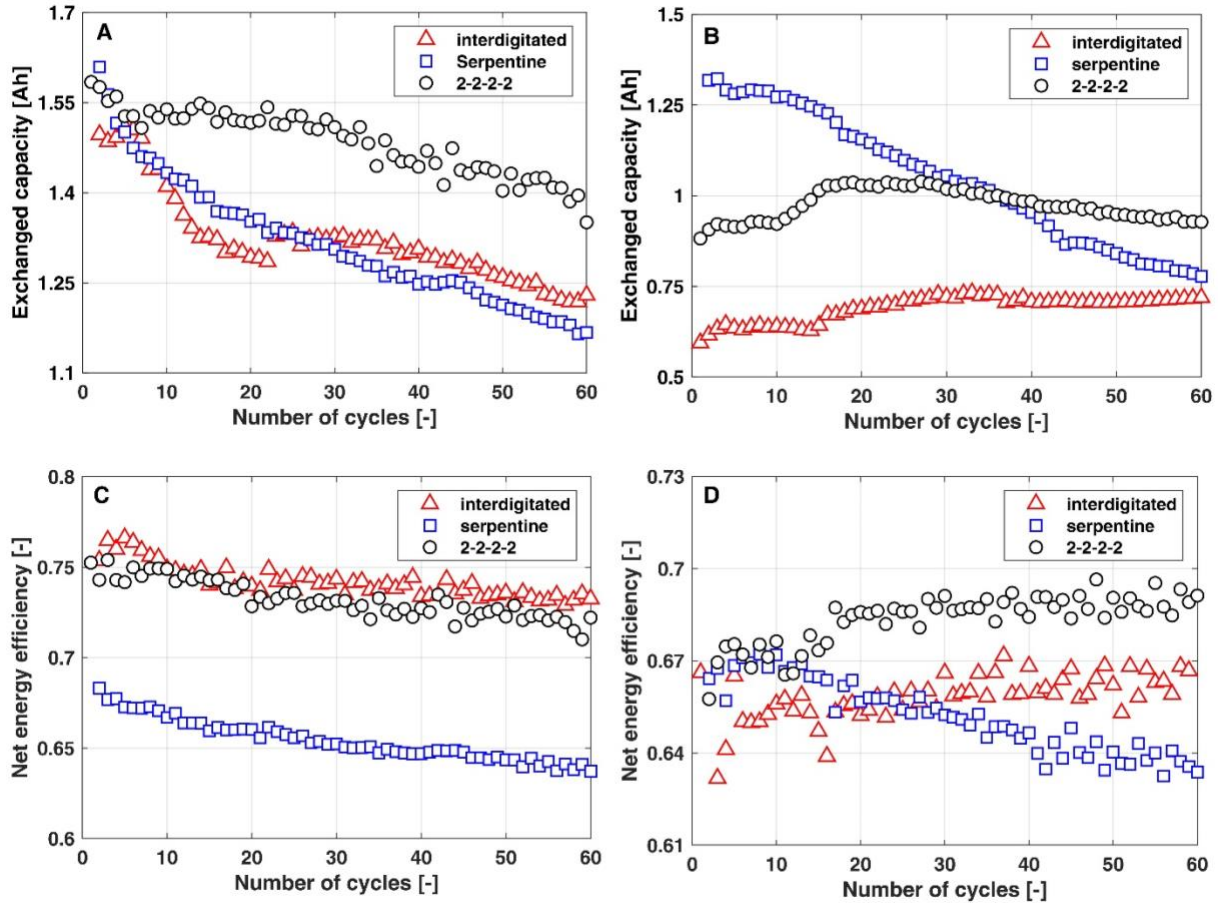 A
interdigitated
Serpentine
2-2-2-2
1.7
1.55
1.4
1.25
1.1
Exchanged capacity [Ah]
0 10 20 30 40 50 60
Number of cycles [-]
B
interdigitated
serpentine
2-2-2-2
1.5
1.25
1
0.75
0.5
Exchanged capacity [Ah]
0 10 20 30 40 50 60
Number of cycles [-]
C
interdigitated
serpentine
2-2-2-2
0.8
0.75
0.7
0.65
0.6
Net energy efficiency [-]
0 10 20 30 40 50 60
Number of cycles [-]
D
interdigitated
serpentine
2-2-2-2
0.73
0.7
0.67
0.64
0.61
Net energy efficiency [-]
0 10 20 30 40 50 60
Number of cycles [-]